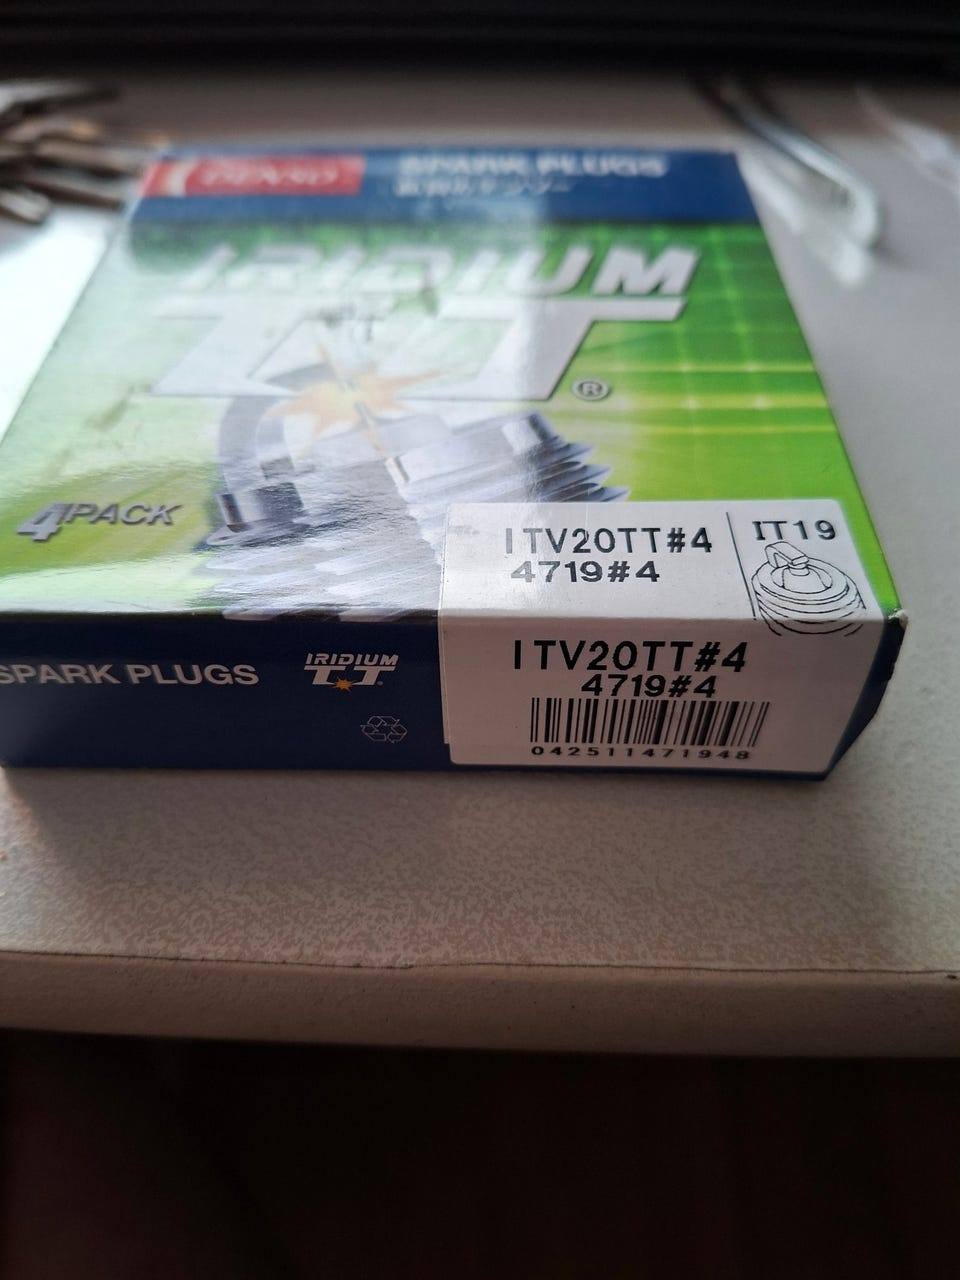 DENSO
SPARK PLUGS
IRIDIUM
TT®
4PACK
ITV20TT#4
4719#4
IT19
SPARK PLUGS
IRIDIUM
TT
ITV20TT#4
4719#4
042511471948